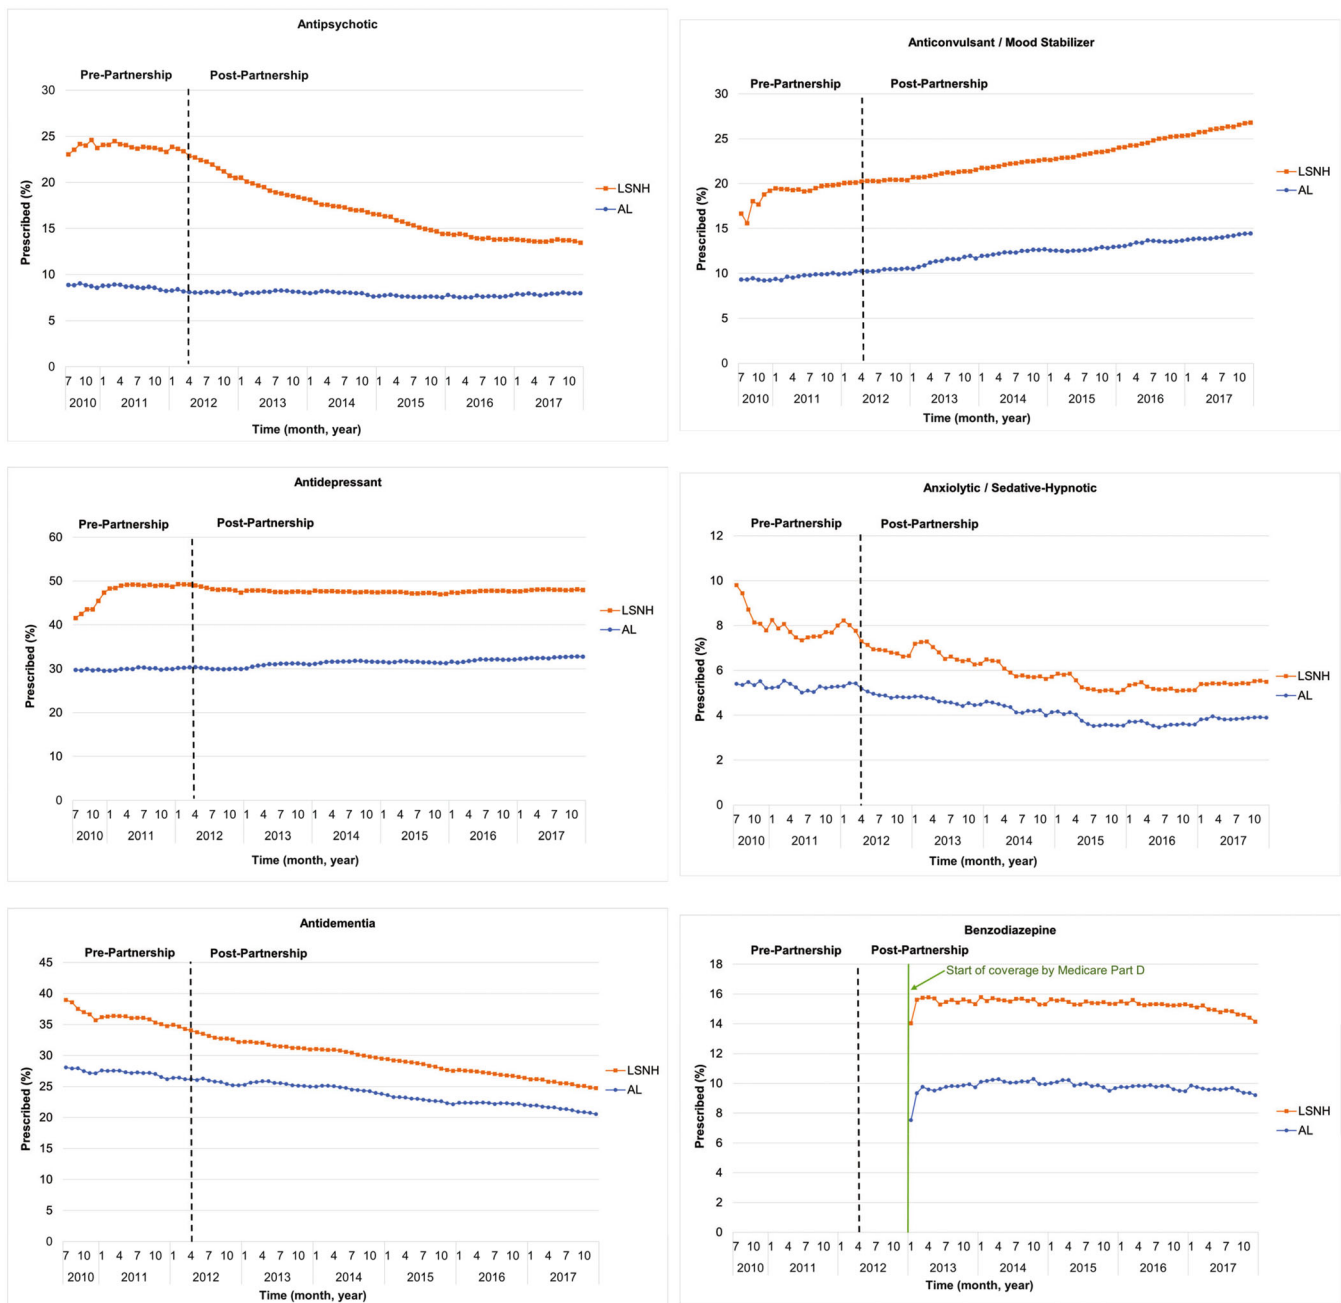 Antipsychotic
Pre-Partnership Post-Partnership
30
25
20
15
10
5
0
Prescribed (%)
LSNH
AL
7 10 1 4 7 10 1 4 7 10 1 4 7 10 1 4 7 10 1 4 7 10 1 4 7 10 1 4 7 10
2010 2011 2012 2013 2014 2015 2016 2017
Time (month, year)
Anticonvulsant / Mood Stabilizer
Pre-Partnership Post-Partnership
30
25
20
15
10
5
0
Prescribed (%)
LSNH
AL
7 10 1 4 7 10 1 4 7 10 1 4 7 10 1 4 7 10 1 4 7 10 1 4 7 10 1 4 7 10
2010 2011 2012 2013 2014 2015 2016 2017
Time (month, year)
Antidepressant
Pre-Partnership Post-Partnership
60
50
40
30
20
10
0
Prescribed (%)
LSNH
AL
7 10 1 4 7 10 1 4 7 10 1 4 7 10 1 4 7 10 1 4 7 10 1 4 7 10 1 4 7 10
2010 2011 2012 2013 2014 2015 2016 2017
Time (month, year)
Anxiolytic / Sedative-Hypnotic
Pre-Partnership Post-Partnership
12
10
8
6
4
2
0
Prescribed (%)
LSNH
AL
7 10 1 4 7 10 1 4 7 10 1 4 7 10 1 4 7 10 1 4 7 10 1 4 7 10 1 4 7 10
2010 2011 2012 2013 2014 2015 2016 2017
Time (month, year)
Antidementia
Pre-Partnership Post-Partnership
45
40
35
30
25
20
15
10
5
0
Prescribed (%)
LSNH
AL
7 10 1 4 7 10 1 4 7 10 1 4 7 10 1 4 7 10 1 4 7 10 1 4 7 10 1 4 7 10
2010 2011 2012 2013 2014 2015 2016 2017
Time (month, year)
Benzodiazepine
Pre-Partnership Post-Partnership
Start of coverage by Medicare Part D
18
16
14
12
10
8
6
4
2
0
Prescribed (%)
LSNH
AL
7 10 1 4 7 10 1 4 7 10 1 4 7 10 1 4 7 10 1 4 7 10 1 4 7 10 1 4 7 10
2010 2011 2012 2013 2014 2015 2016 2017
Time (month, year)